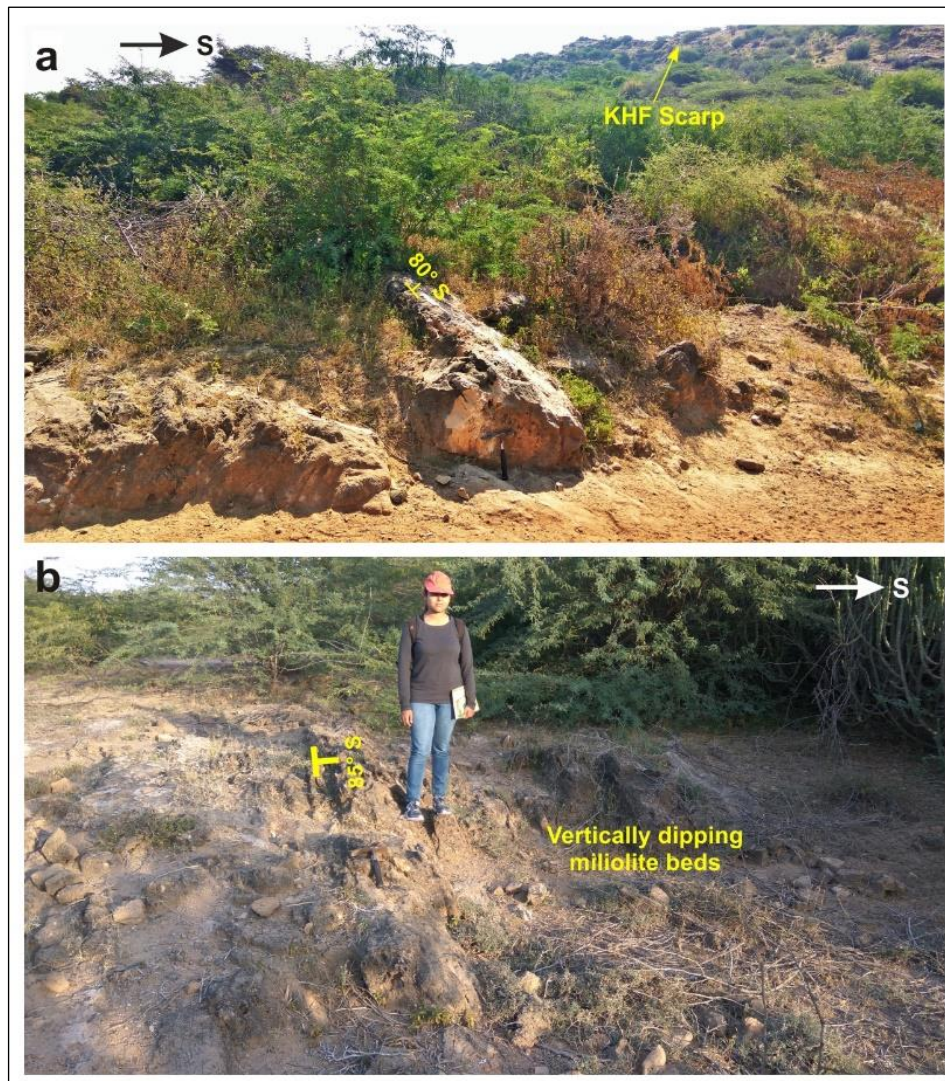 a
S
KHF Scarp
80° S
b
S
85° S
Vertically dipping
miliolite beds